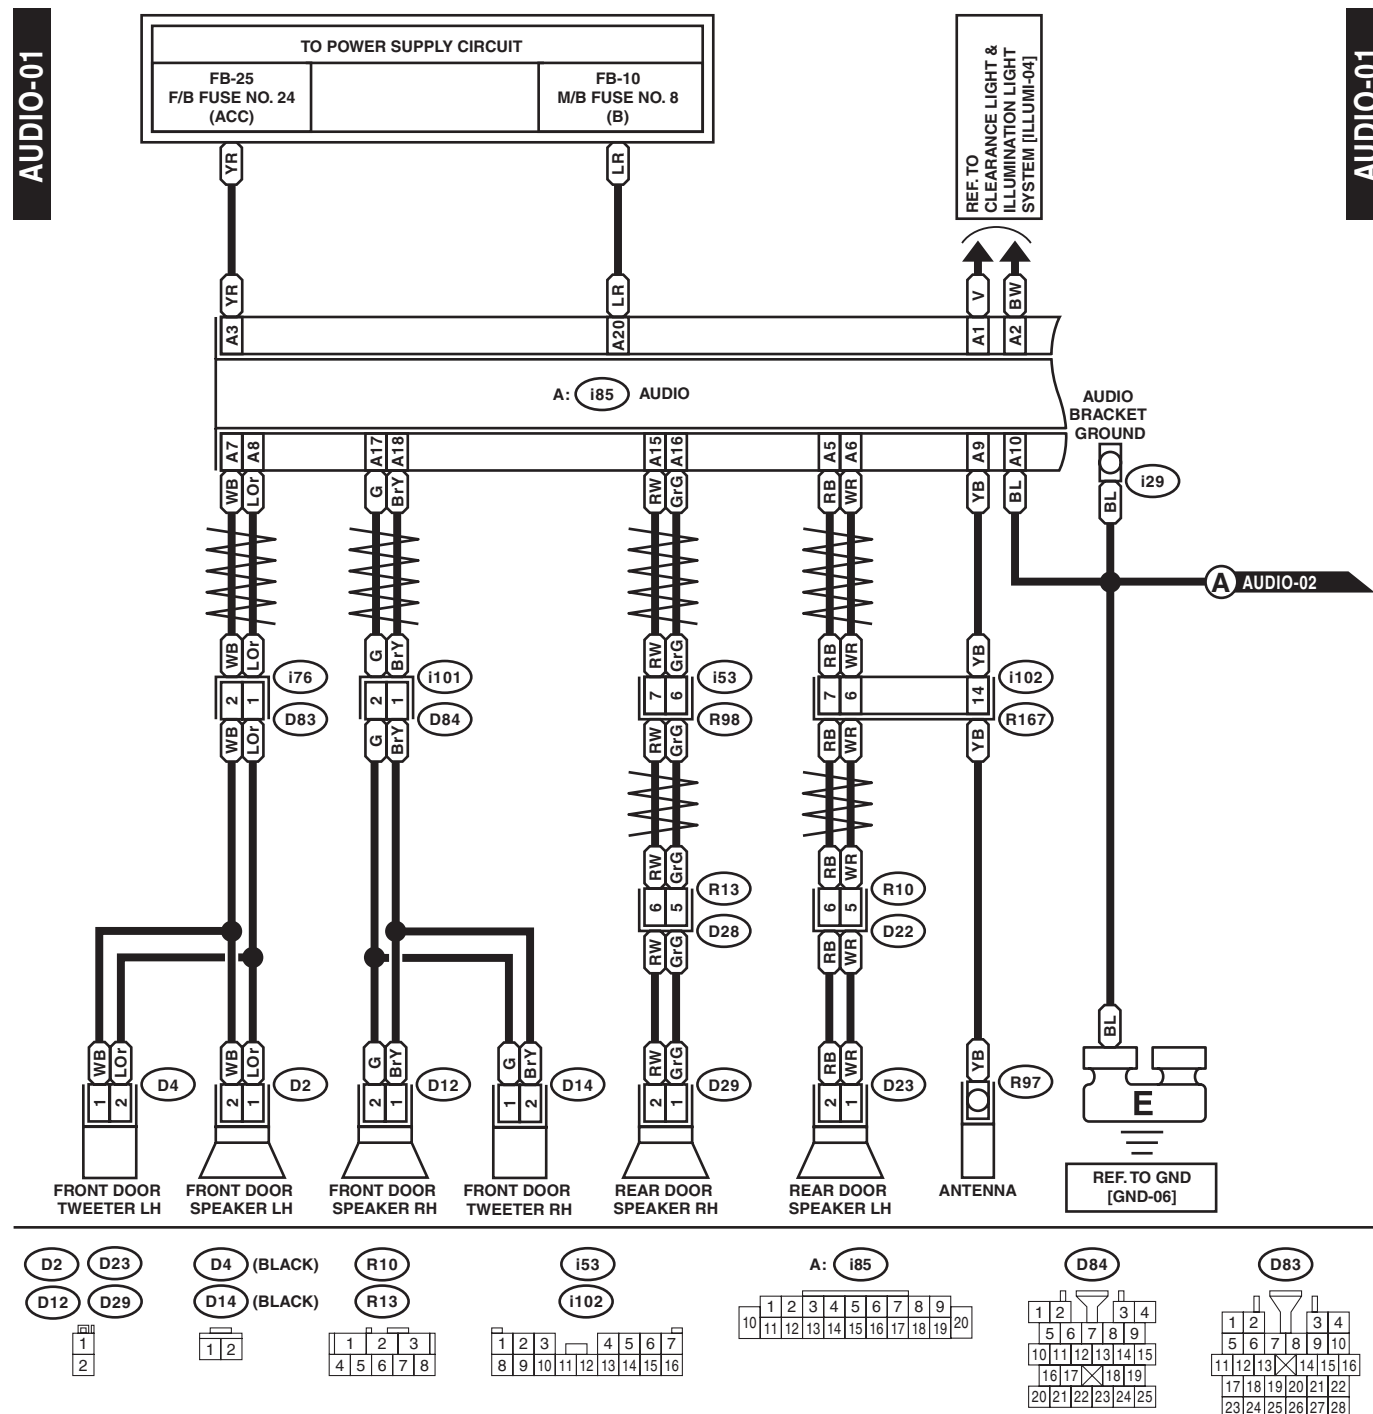 AUDIO-01
AUDIO-01
TO POWER SUPPLY CIRCUIT
FB-25
F/B FUSE NO. 24
(ACC)
FB-10
M/B FUSE NO. 8
(B)
REF. TO
CLEARANCE LIGHT &
ILLUMINATION LIGHT
SYSTEM [ILLUMI-04]
YR LR
YR LR V BW
A3 A20 A1 A2
A: i85 AUDIO
AUDIO
BRACKET
GROUND
A7 A8 A17 A18 A15 A16 A5 A6 A9 A10
WB LOr G BrY RW GrG RB WR YB BL
i29
BL
A AUDIO-02
WB LOr G BrY RW GrG RB WR YB
i76 i101 i53 i102
2 1 2 1 7 6 7 6 14
D83 D84 R98 R167
WB LOr G BrY RW GrG RB WR YB
RW GrG RB WR
R13 R10
6 5 6 5
D28 D22
RW GrG RB WR
BL
WB LOr WB LOr G BrY G BrY RW GrG RB WR YB
D4 D2 D12 D14 D29 D23 R97
1 2 2 1 2 1 1 2 2 1 2 1
E
FRONT DOOR
TWEETER LH
FRONT DOOR
SPEAKER LH
FRONT DOOR
SPEAKER RH
FRONT DOOR
TWEETER RH
REAR DOOR
SPEAKER RH
REAR DOOR
SPEAKER LH
ANTENNA
REF. TO GND
[GND-06]
D2 D23
D12 D29
1
2
D4 (BLACK)
D14 (BLACK)
1 2
R10
R13
1 2 3
4 5 6 7 8
i53
i102
1 2 3 4 5 6 7
8 9 10 11 12 13 14 15 16
A: i85
1 2 3 4 5 6 7 8 9
10 11 12 13 14 15 16 17 18 19 20
D84
1 2 3 4
5 6 7 8 9
10 11 12 13 14 15
16 17 18 19
20 21 22 23 24 25
D83
1 2 3 4
5 6 7 8 9 10
11 12 13 14 15 16
17 18 19 20 21 22
23 24 25 26 27 28